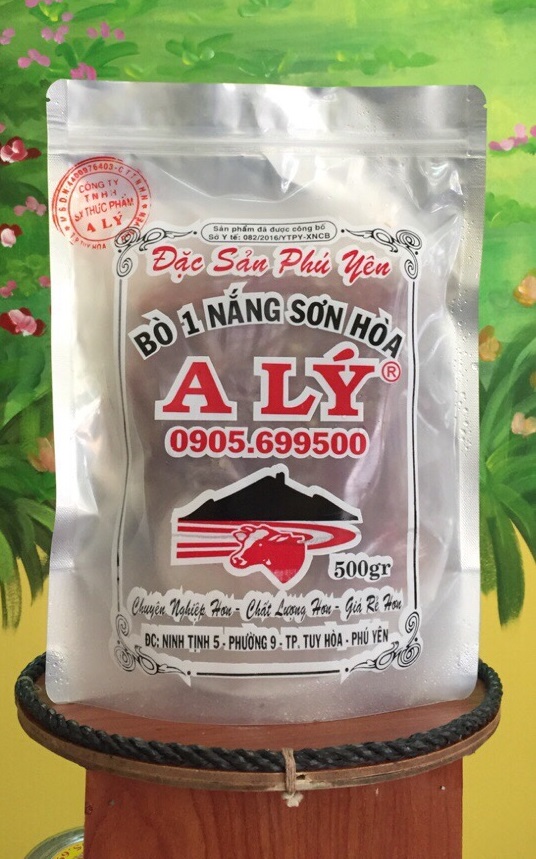 CÔNG TY
TNHH
SX THỰC PHẨM
A LÝ
Sản phẩm đã được công bố
Sở Y tế: 082/2016/YTPY-XNCB
Đặc Sản Phú Yên
BÒ 1 NẮNG SƠN HÒA
A LÝ®
0905.699500
500gr
Chuyên Nghiệp Hơn - Chất Lượng Hơn - Giá Rẻ Hơn
ĐC: NINH TỊNH 5 - PHƯỜNG 9 - TP. TUY HÒA - PHÚ YÊN